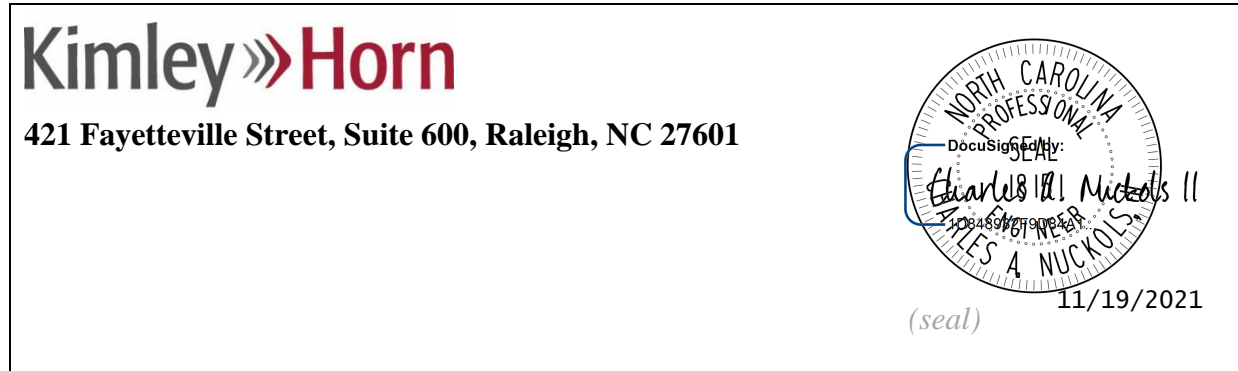 Kimley»Horn
421 Fayetteville Street, Suite 600, Raleigh, NC 27601
NORTH CAROLINA
PROFESSIONAL
DocuSigned by:
SEAL
Charles A. Nuckols II
ENGINEER
CHARLES A. NUCKOLS,
11/19/2021
(seal)